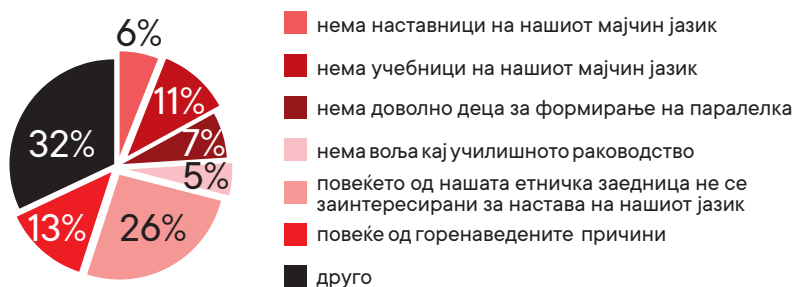 6%
11%
7%
5%
26%
13%
32%
нема наставници на нашиот мајчин јазик
нема учебници на нашиот мајчин јазик
нема доволно деца за формирање на паралелка
нема воља кај училишното раководство
повеќето од нашата етничка заедница не се
заинтересирани за настава на нашиот јазик
повеќе од горенаведените причини
друго